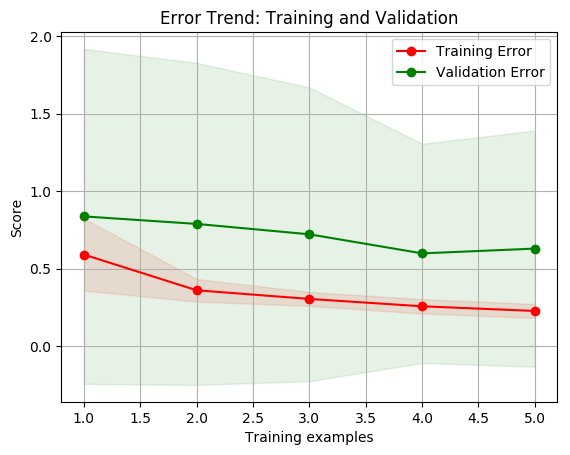 Error Trend: Training and Validation
2.0
1.5
1.0
0.5
0.0
Score
Training Error
Validation Error
1.0 1.5 2.0 2.5 3.0 3.5 4.0 4.5 5.0
Training examples